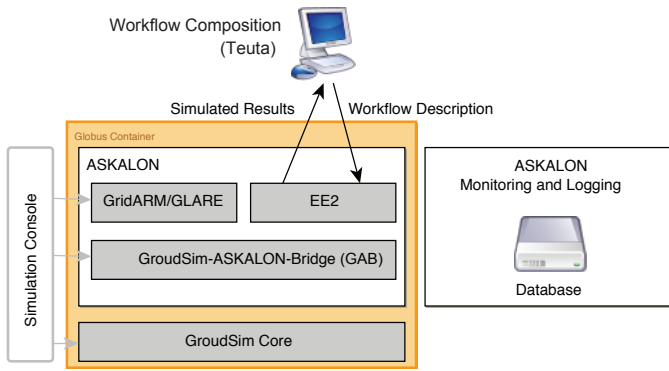 Workflow Composition
(Teuta)
Simulated Results
Workflow Description
Globus Container
ASKALON
GridARM/GLARE
EE2
GroudSim-ASKALON-Bridge (GAB)
GroudSim Core
Simulation Console
ASKALON
Monitoring and Logging
Database